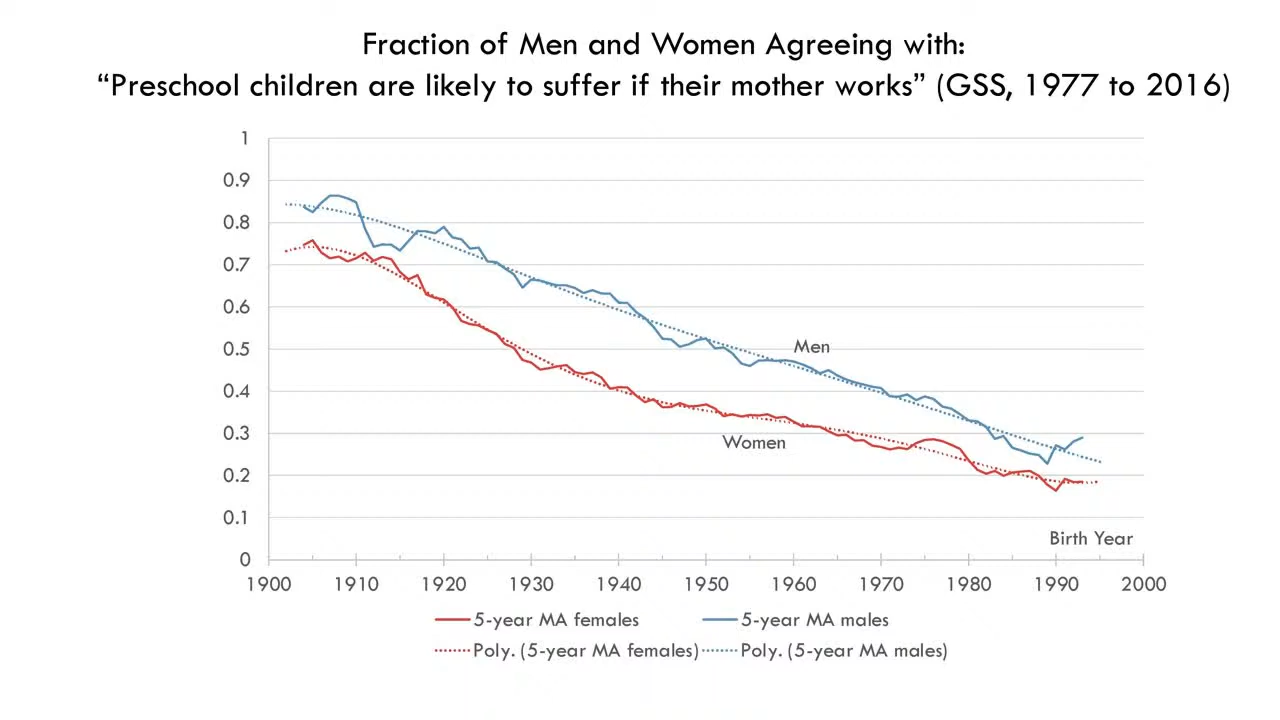 Fraction of Men and Women Agreeing with:
“Preschool children are likely to suffer if their mother works” (GSS, 1977 to 2016)
1
0.9
0.8
0.7
0.6
0.5
0.4
0.3
0.2
0.1
0
Men
Women
Birth Year
1900 1910 1920 1930 1940 1950 1960 1970 1980 1990 2000
5-year MA females 5-year MA males
Poly. (5-year MA females) Poly. (5-year MA males)